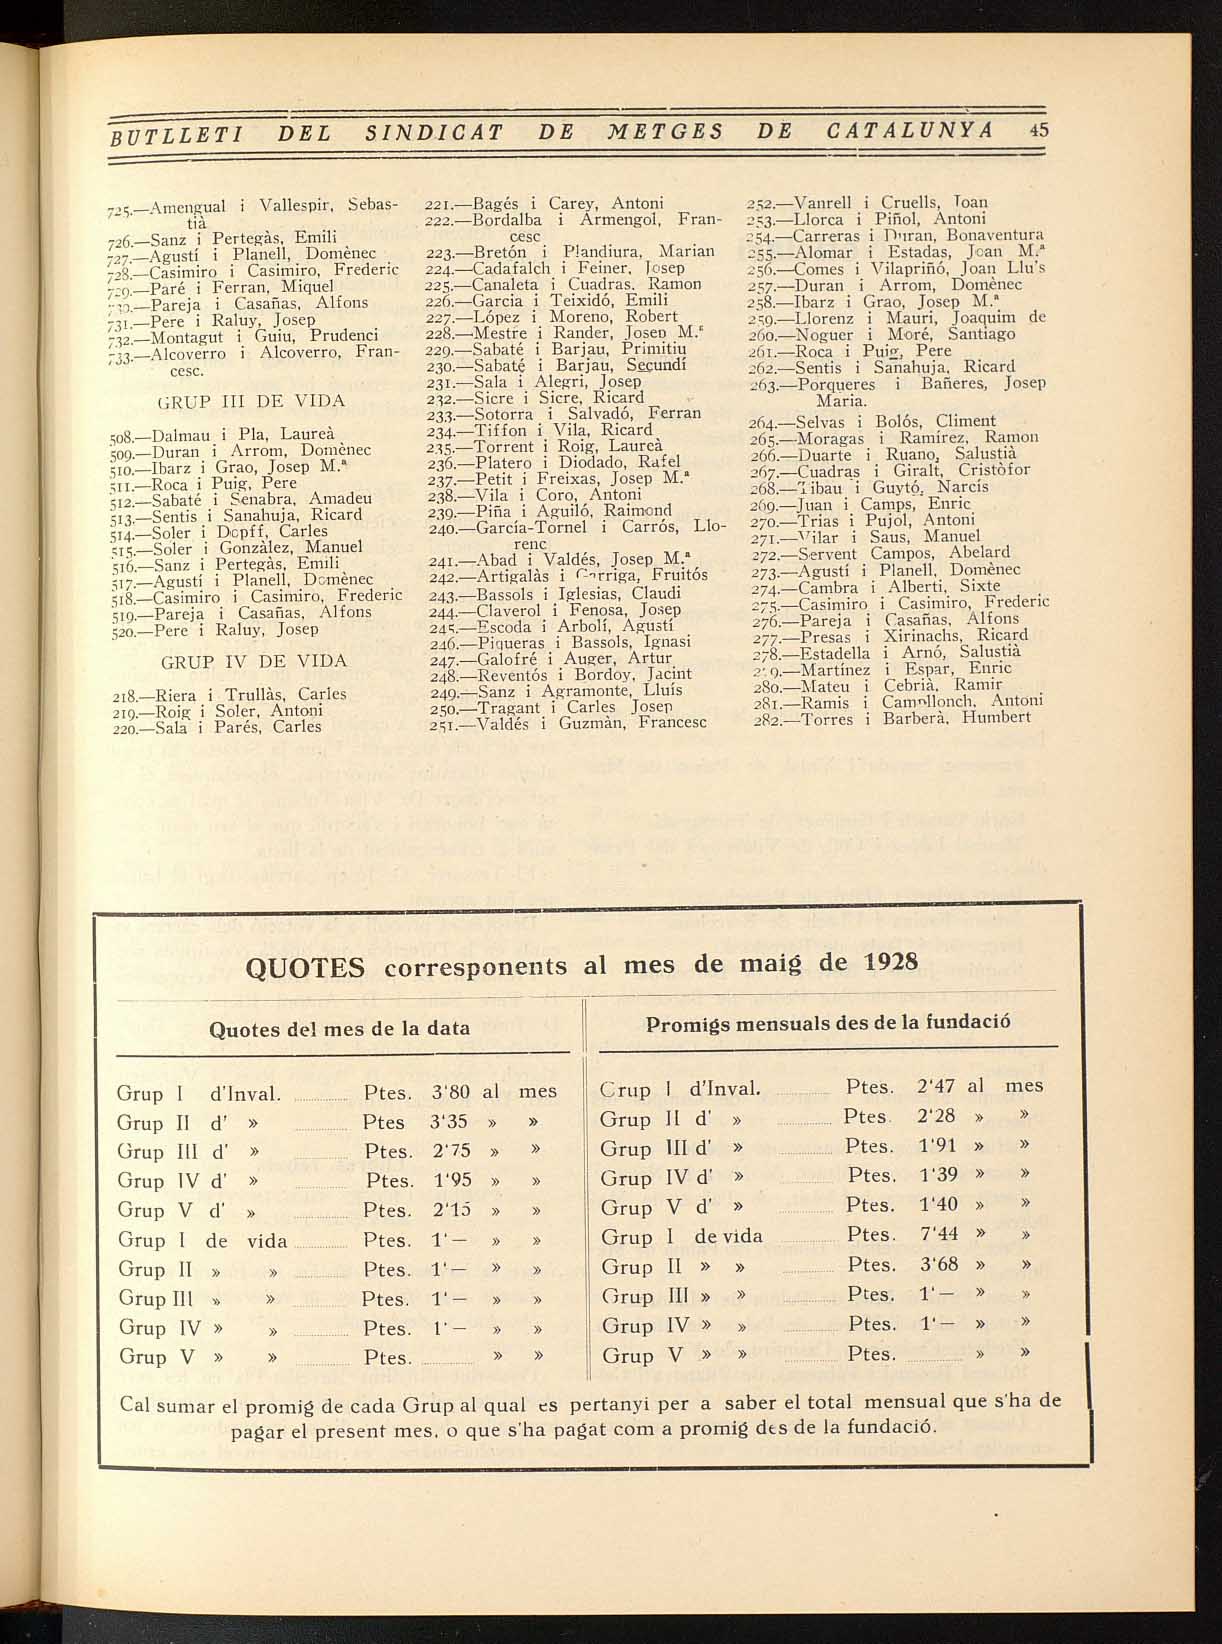 BUTLLETI DEL SINDICAT DE METGES DE CATALUNYA 45
725.—Amengual i Vallespir, Sebas-
tià
726.—Sanz i Pertegàs, Emili
727.—Agustí i Planell, Domènec
728.—Casimiro i Casimiro, Frederic
729.—Paré i Ferran, Miquel
730.—Pareja i Casañas, Alfons
731.—Pere i Raluy, Josep
732.—Montagut i Guiu, Prudenci
733.—Alcoverro i Alcoverro, Fran-
cesc.
GRUP III DE VIDA
508.—Dalmau i Pla, Laureà
509.—Duran i Arrom, Domènec
510.—Ibarz i Grao, Josep M.ª
511.—Roca i Puig, Pere
512.—Sabaté i Senabra, Amadeu
513.—Sentis i Sanahuja, Ricard
514.—Soler i Dopff, Carles
515.—Soler i Gonzàlez, Manuel
516.—Sanz i Pertegàs, Emili
517.—Agustí i Planell, Domènec
518.—Casimiro i Casimiro, Frederic
519.—Pareja i Casañas, Alfons
520.—Pere i Raluy, Josep
GRUP IV DE VIDA
218.—Riera i Trullàs, Carles
219.—Roig i Soler, Antoni
220.—Sala i Parés, Carles
221.—Bagés i Carey, Antoni
222.—Bordalba i Armengol, Fran-
cesc
223.—Bretón i Plandiura, Marian
224.—Cadafalch i Feiner, Josep
225.—Canaleta i Cuadras, Ramon
226.—Garcia i Teixidó, Emili
227.—López i Moreno, Robert
228.—Mestre i Rander, Josep M.ª
229.—Sabaté i Barjau, Primitiu
230.—Sabaté i Barjau, Secundí
231.—Sala i Alegri, Josep
232.—Sicre i Sicre, Ricard
233.—Sotorra i Salvadó, Ferran
234.—Tiffon i Vila, Ricard
235.—Torrent i Roig, Laureà
236.—Platero i Diodado, Rafel
237.—Petit i Freixas, Josep M.ª
238.—Vila i Coro, Antoni
239.—Piña i Aguiló, Raimond
240.—García-Tornel i Carrós, Llo-
renc
241.—Abad i Valdés, Josep M.ª
242.—Artigalàs i Garriga, Fruitós
243.—Bassols i Iglesias, Claudi
244.—Claverol i Fenosa, Josep
245.—Escoda i Arbolí, Agustí
246.—Piqueras i Bassols, Ignasi
247.—Galofré i Auger, Artur
248.—Reventós i Bordoy, Jacint
249.—Sanz i Agramonte, Lluís
250.—Tragant i Carles Josep
251.—Valdés i Guzmàn, Francesc
252.—Vanrell i Cruells, Joan
253.—Llorca i Piñol, Antoni
254.—Carreras i Duran, Bonaventura
255.—Alomar i Estadas, Joan M.ª
256.—Comes i Vilapriñó, Joan Lluís
257.—Duran i Arrom, Domènec
258.—Ibarz i Grao, Josep M.ª
259.—Llorenz i Mauri, Joaquim de
260.—Noguer i Moré, Santiago
261.—Roca i Puig, Pere
262.—Sentis i Sanahuja, Ricard
263.—Porqueres i Bañeres, Josep
Maria.
264.—Selvas i Bolós, Climent
265.—Moragas i Ramírez, Ramon
266.—Duarte i Ruano, Salustià
267.—Cuadras i Giralt, Cristòfor
268.—Tibau i Guytó, Narcís
269.—Juan i Camps, Enric
270.—Trias i Pujol, Antoni
271.—Vilar i Saus, Manuel
272.—Servent Campos, Abelard
273.—Agustí i Planell, Domènec
274.—Cambra i Alberti, Sixte
275.—Casimiro i Casimiro, Frederic
276.—Pareja i Casañas, Alfons
277.—Presas i Xirinachs, Ricard
278.—Estadella i Arnó, Salustià
279.—Martínez i Espar, Enric
280.—Mateu i Cebrià, Ramir
281.—Ramis i Campllonch, Antoni
282.—Torres i Barberà, Humbert
QUOTES corresponents al mes de maig de 1928
Quotes del mes de la data
Grup I d'Inval. Ptes. 3'80 al mes
Grup II d' » Ptes 3'35 » »
Grup III d' » Ptes. 2'75 » »
Grup IV d' » Ptes. 1'95 » »
Grup V d' » Ptes. 2'15 » »
Grup I de vida Ptes. 1'— » »
Grup II » » Ptes. 1'— » »
Grup III » » Ptes. 1'— » »
Grup IV » » Ptes. 1'— » »
Grup V » » Ptes. » »
Promigs mensuals des de la fundació
Grup I d'Inval. Ptes. 2'47 al mes
Grup II d' » Ptes. 2'28 » »
Grup III d' » Ptes. 1'91 » »
Grup IV d' » Ptes. 1'39 » »
Grup V d' » Ptes. 1'40 » »
Grup I de vida Ptes. 7'44 » »
Grup II » » Ptes. 3'68 » »
Grup III » » Ptes. 1'— » »
Grup IV » » Ptes. 1'— » »
Grup V » » Ptes. » »
Cal sumar el promig de cada Grup al qual es pertanyi per a saber el total mensual que s'ha de
pagar el present mes, o que s'ha pagat com a promig des de la fundació.